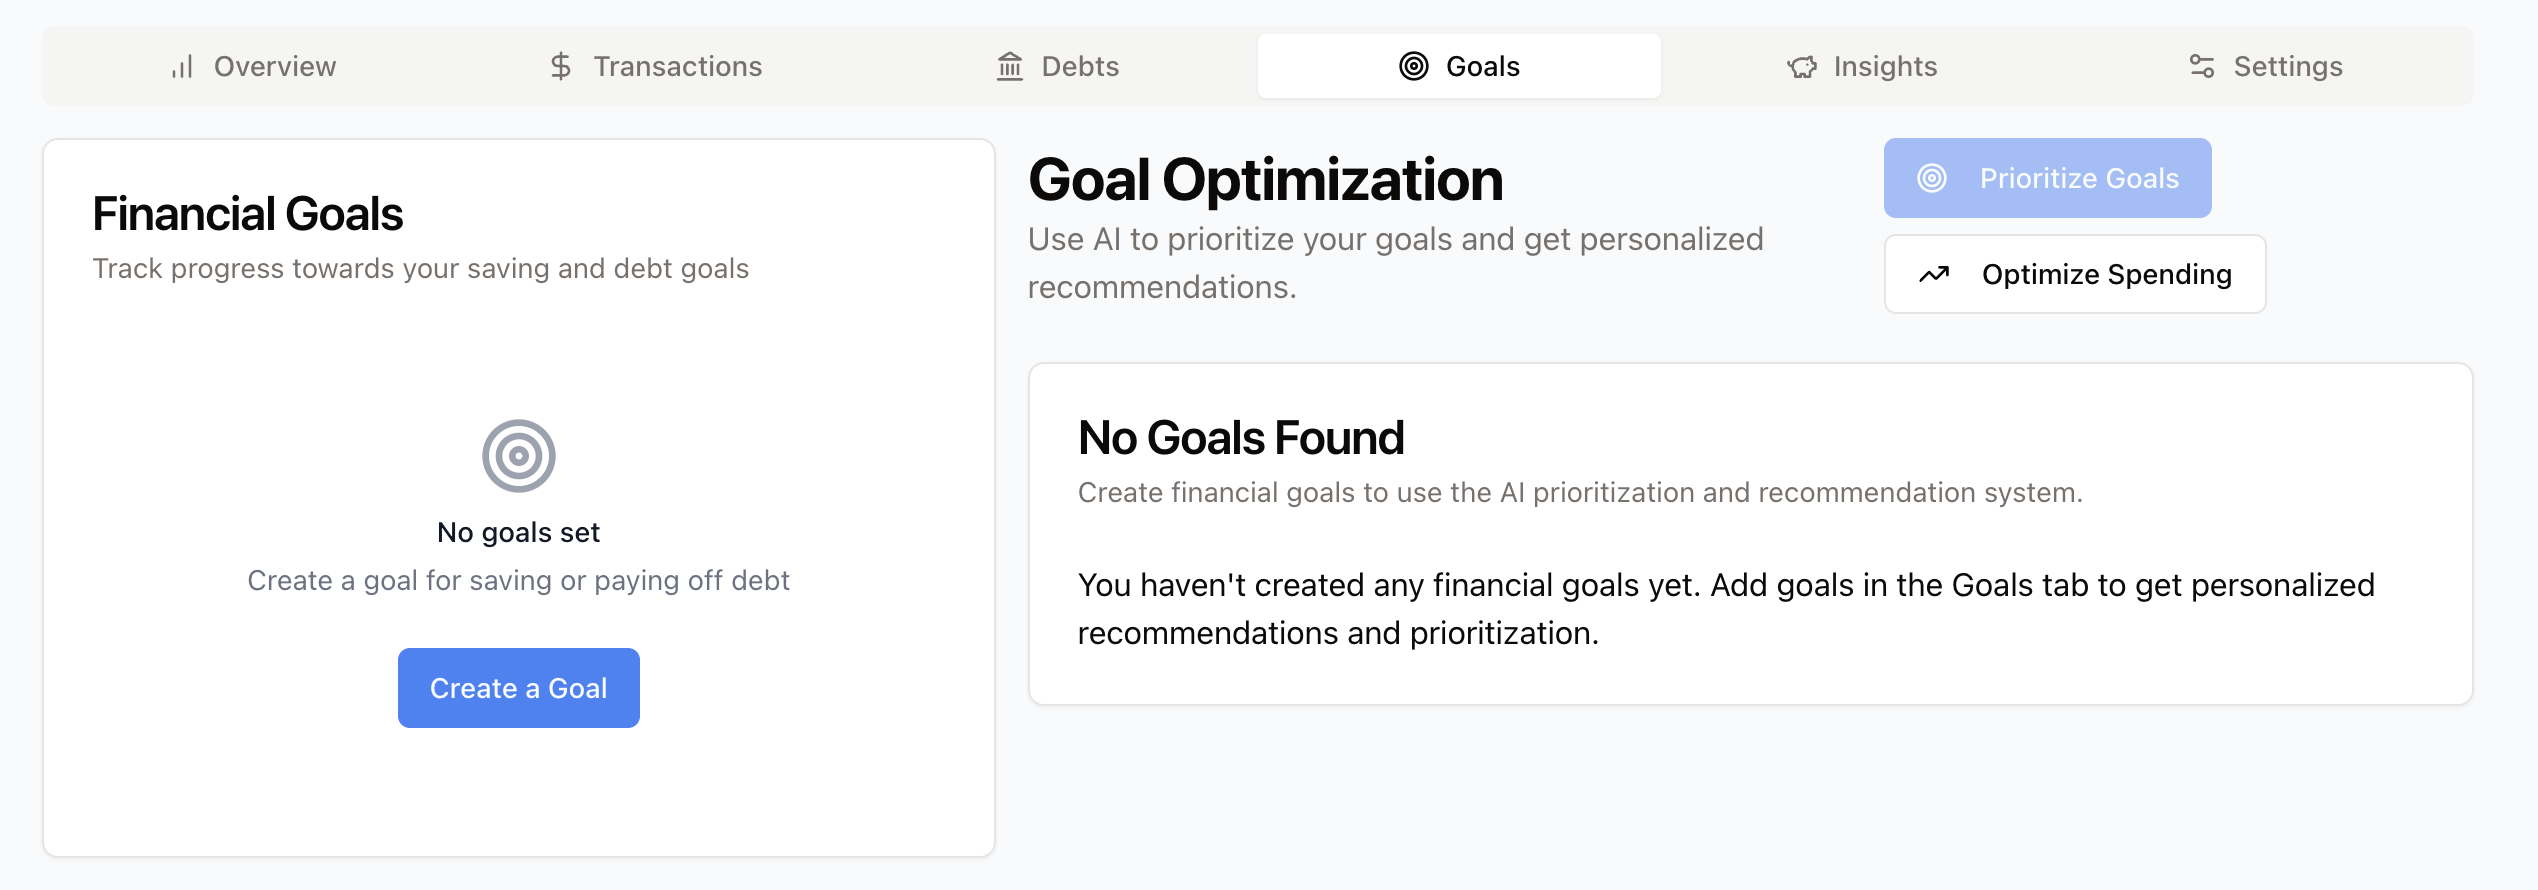 Overview
Transactions
Debts
Goals
Insights
Settings
Financial Goals
Track progress towards your saving and debt goals
No goals set
Create a goal for saving or paying off debt
Create a Goal
Goal Optimization
Use AI to prioritize your goals and get personalized
recommendations.
Prioritize Goals
Optimize Spending
No Goals Found
Create financial goals to use the AI prioritization and recommendation system.
You haven't created any financial goals yet. Add goals in the Goals tab to get personalized
recommendations and prioritization.